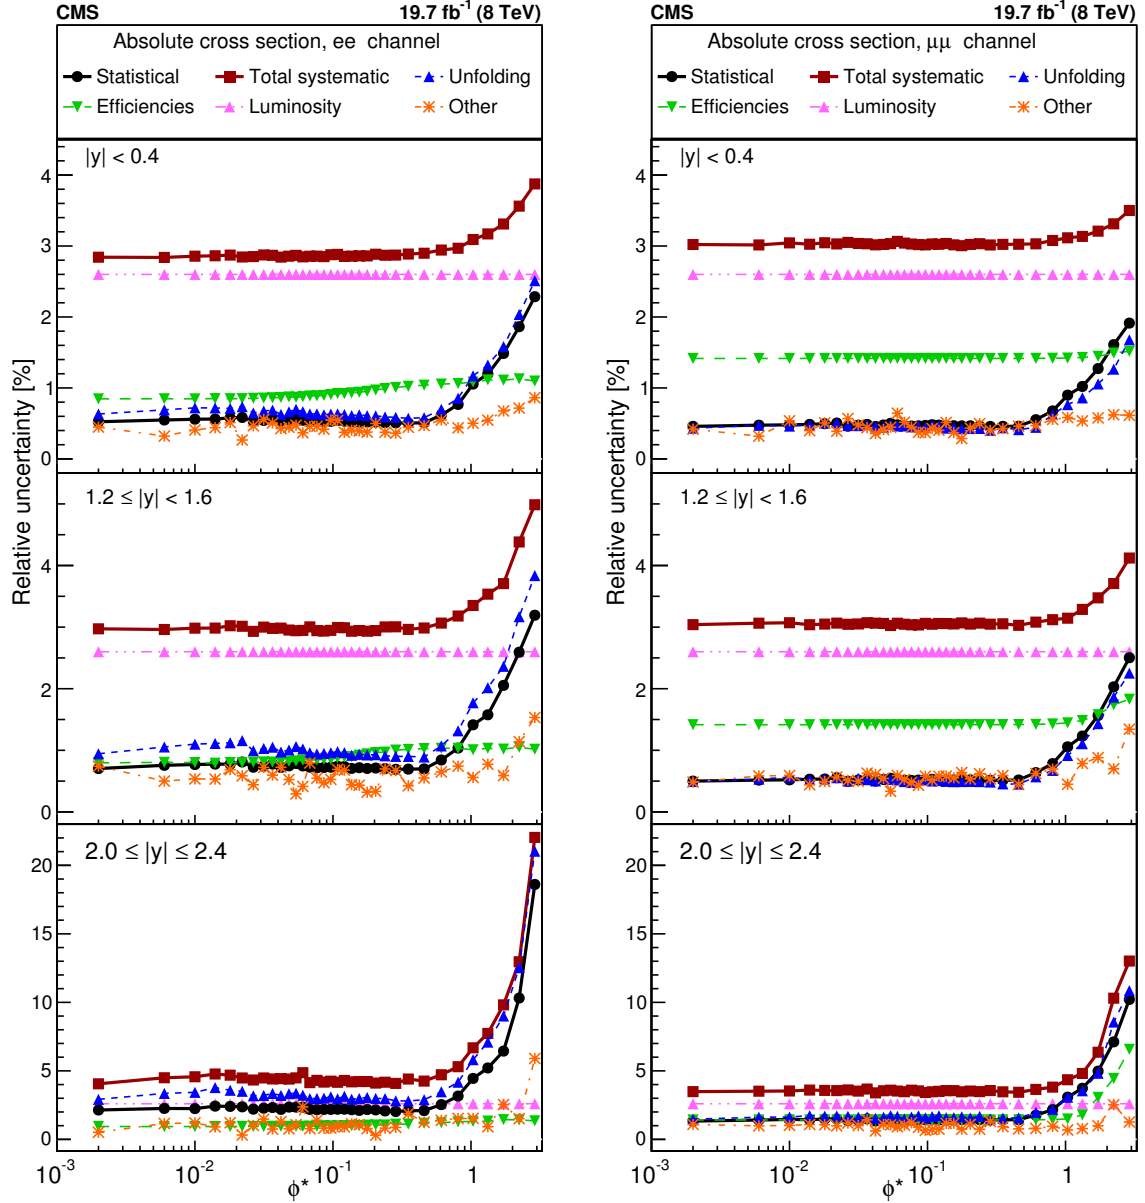 CMS 19.7 fb⁻¹ (8 TeV)
Absolute cross section, ee channel
Statistical Total systematic Unfolding
Efficiencies Luminosity Other
|y| < 0.4
4
3
2
1
0
1.2 ≤ |y| < 1.6
4
2
0
2.0 ≤ |y| ≤ 2.4
20
15
10
5
0
Relative uncertainty [%]
10⁻³ 10⁻² 10⁻¹ 1
ϕ*
CMS 19.7 fb⁻¹ (8 TeV)
Absolute cross section, μμ channel
Statistical Total systematic Unfolding
Efficiencies Luminosity Other
|y| < 0.4
4
3
2
1
0
1.2 ≤ |y| < 1.6
4
2
0
2.0 ≤ |y| ≤ 2.4
20
15
10
5
0
Relative uncertainty [%]
10⁻³ 10⁻² 10⁻¹ 1
ϕ*